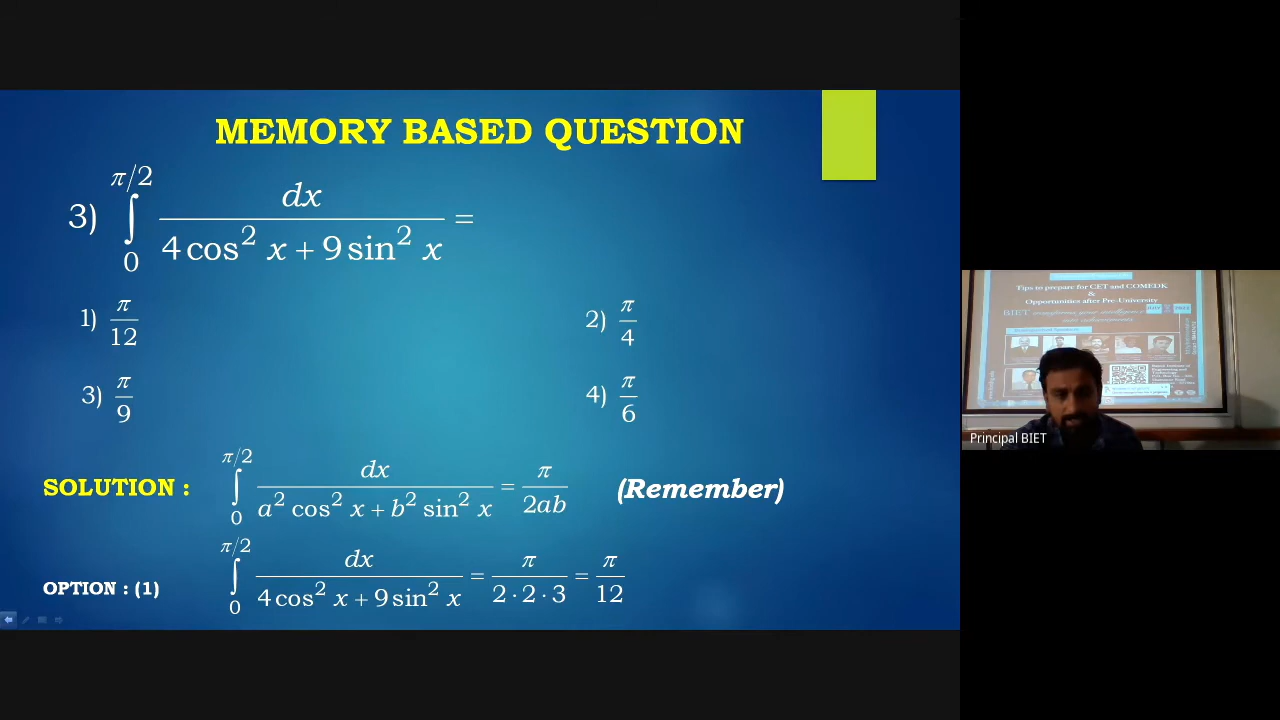 MEMORY BASED QUESTION
3) ∫₀^{π/2} dx / (4 cos² x + 9 sin² x) =
1) π/12
2) π/4
3) π/9
4) π/6
SOLUTION : ∫₀^{π/2} dx / (a² cos² x + b² sin² x) = π/2ab (Remember)
OPTION : (1) ∫₀^{π/2} dx / (4 cos² x + 9 sin² x) = π/(2·2·3) = π/12
Tips to prepare for CET and COMEDK
&
Opportunities after Pre-University
BIET
Principal BIET